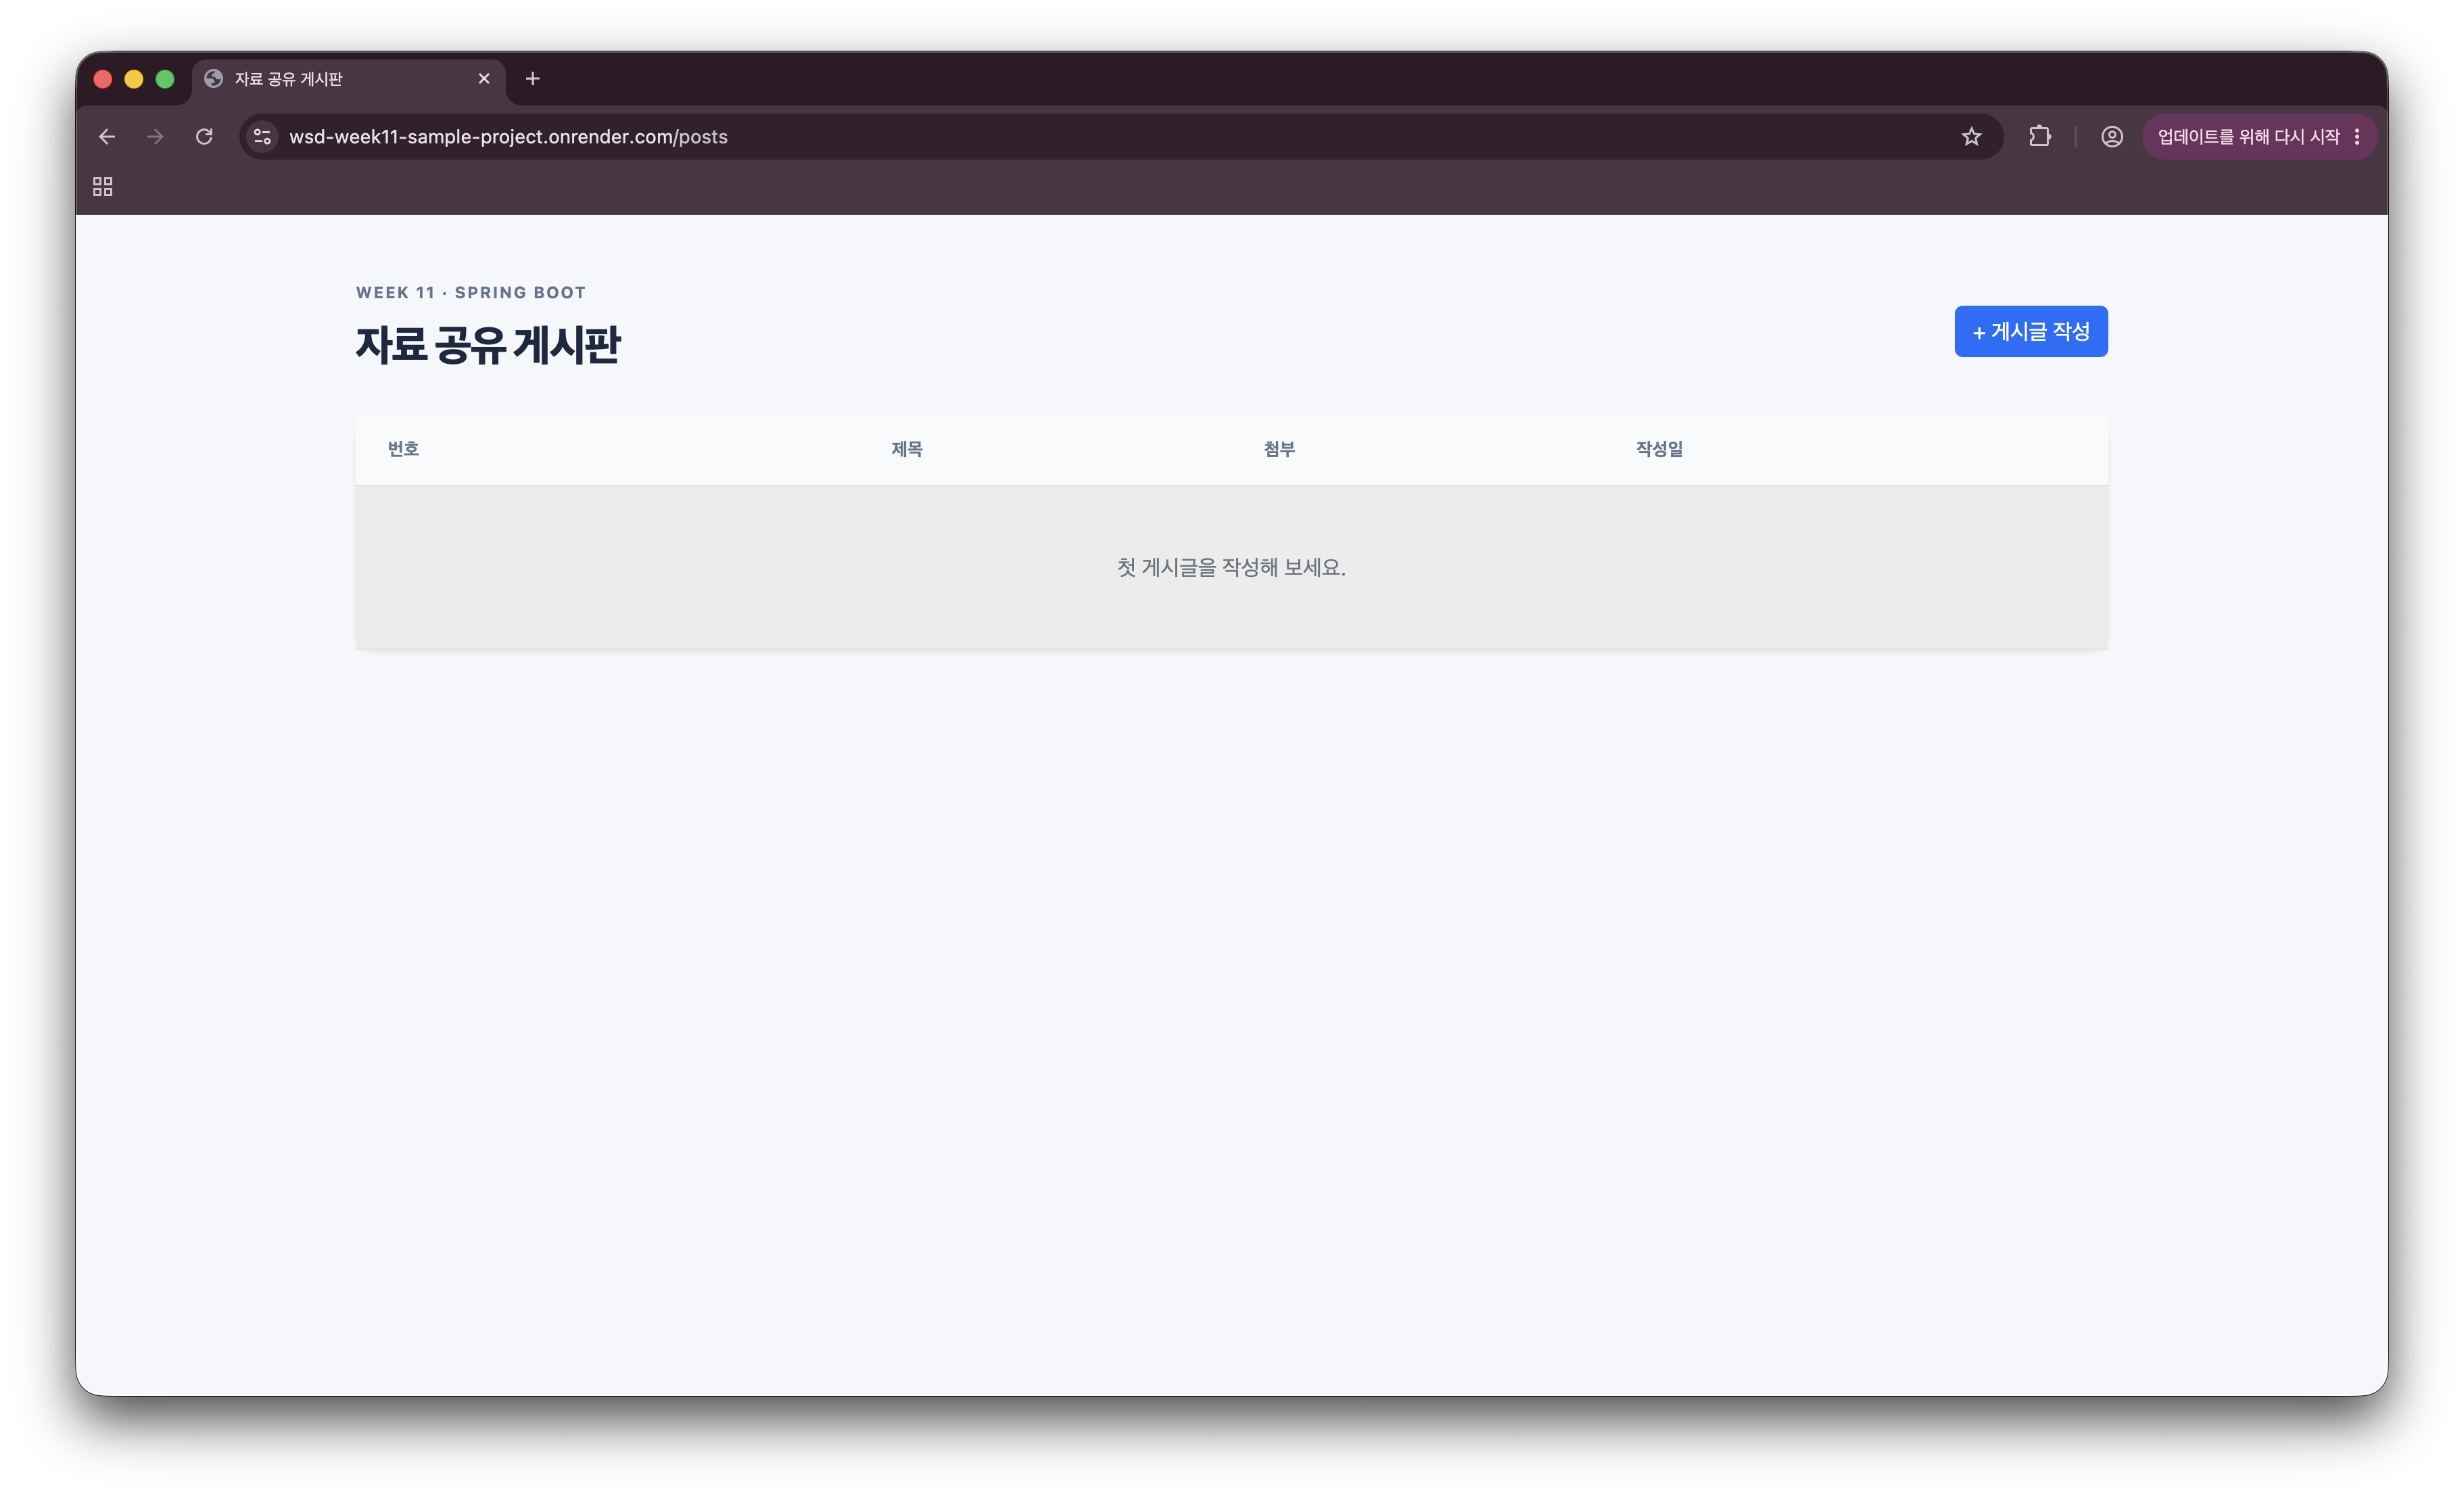 자료 공유 게시판
wsd-week11-sample-project.onrender.com/posts
업데이트를 위해 다시 시작
WEEK 11 · SPRING BOOT
자료 공유 게시판
+ 게시글 작성
번호 제목 첨부 작성일
첫 게시글을 작성해 보세요.